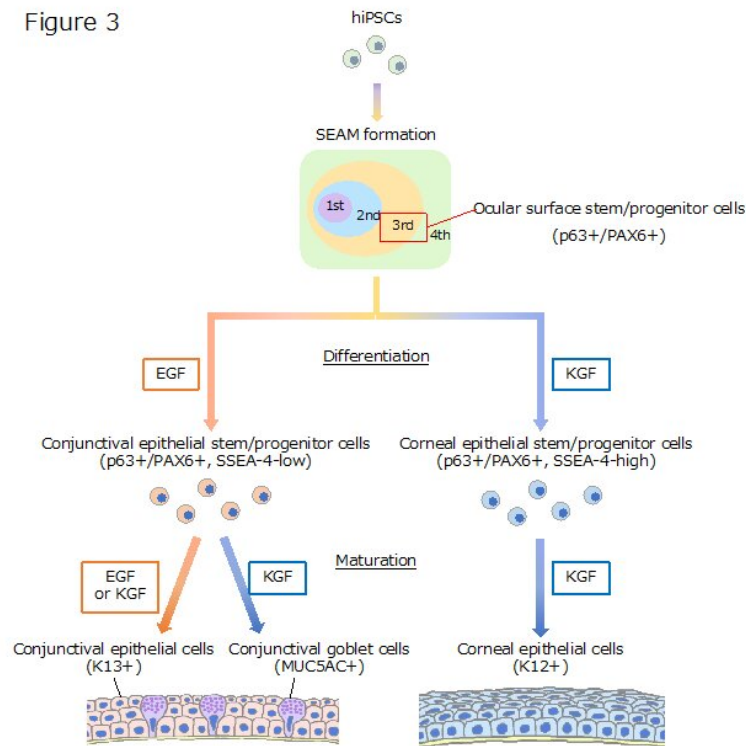 Figure 3
hiPSCs
SEAM formation
1st
2nd
3rd
4th
Ocular surface stem/progenitor cells
(p63+/PAX6+)
Differentiation
EGF
KGF
Conjunctival epithelial stem/progenitor cells
(p63+/PAX6+, SSEA-4-low)
Corneal epithelial stem/progenitor cells
(p63+/PAX6+, SSEA-4-high)
Maturation
EGF
or KGF
KGF
KGF
Conjunctival epithelial cells
(K13+)
Conjunctival goblet cells
(MUC5AC+)
Corneal epithelial cells
(K12+)